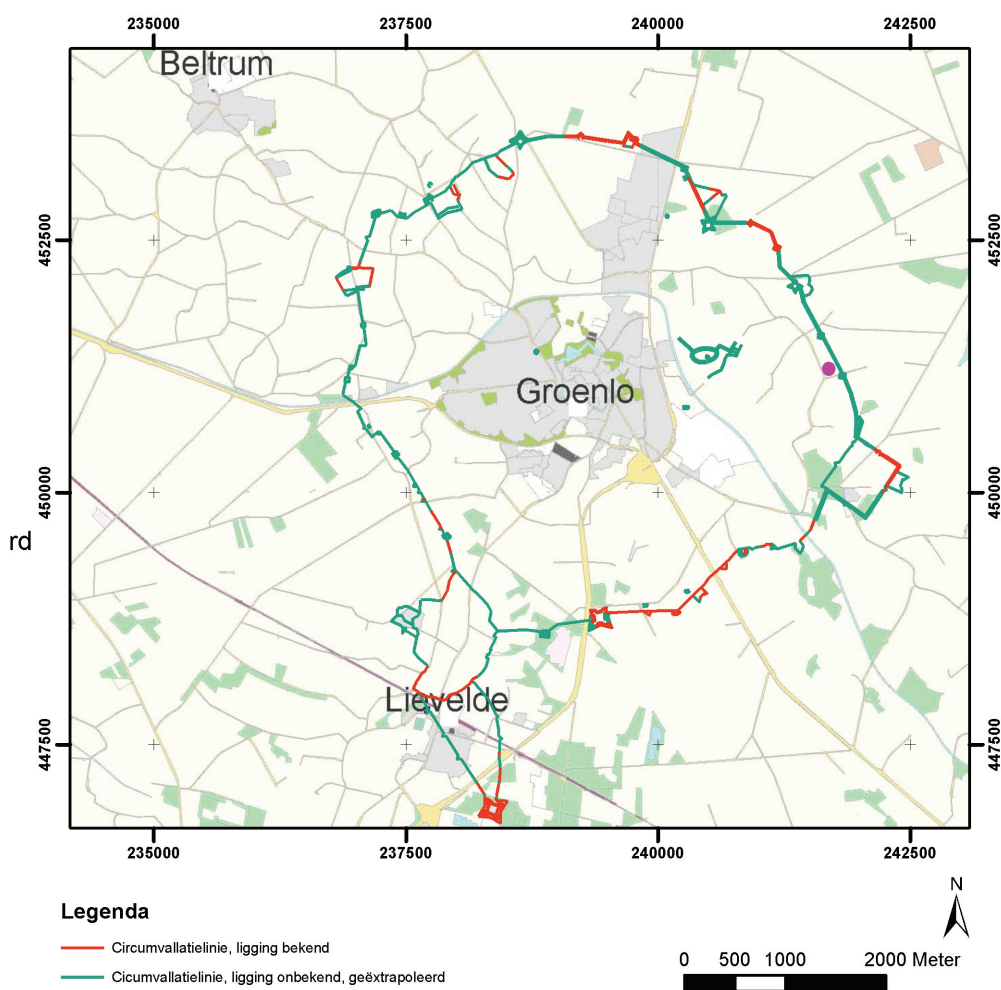 235000 237500 240000 242500
Beltrum
452500 452500
Groenlo
450000 450000
rd
Lievelde
447500 447500
235000 237500 240000 242500
N
Legenda
Circumvallatielinie, ligging bekend
0 500 1000 2000 Meter
Cicumvallatielinie, ligging onbekend, geëxtrapoleerd